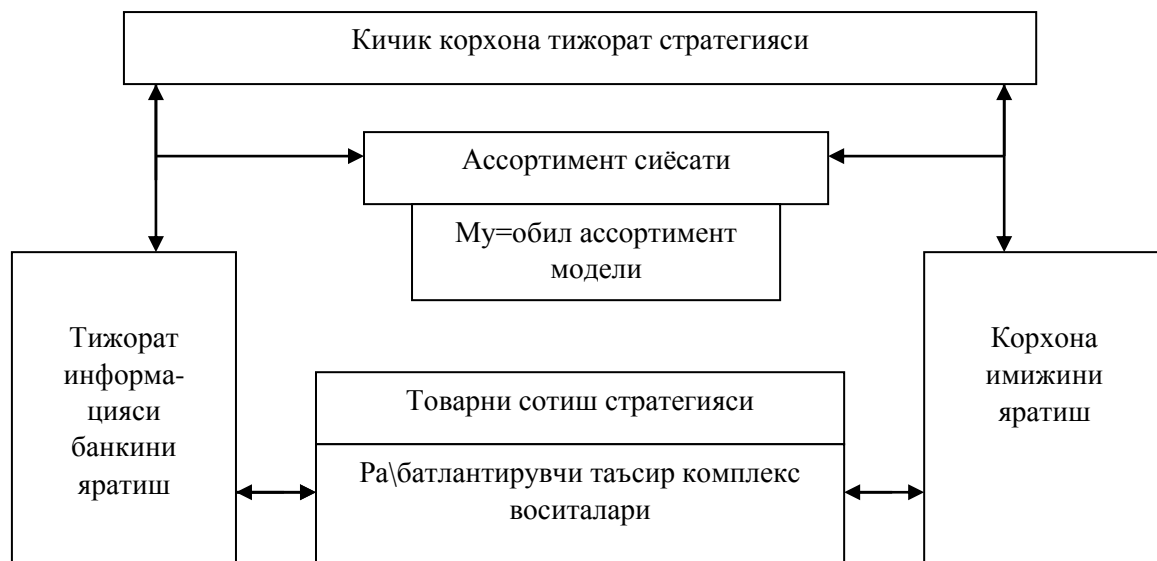 Кичик корхона тижорат стратегияси
Ассортимент сиёсати
Му=обил ассортимент
модели
Тижорат
информа-
цияси
банкини
яратиш
Корхона
имижини
яратиш
Товарни сотиш стратегияси
Ра\батлантирувчи таъсир комплекс
воситалари